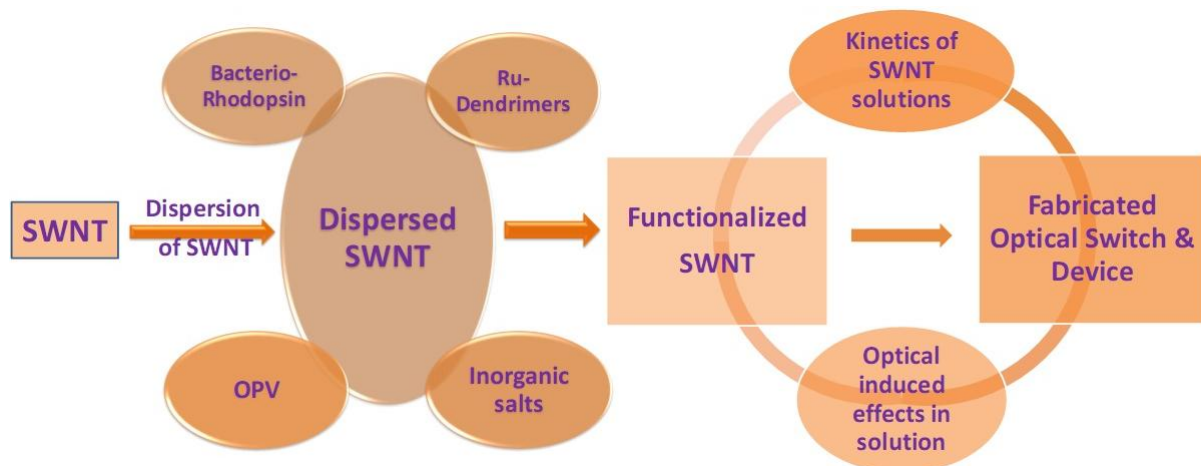 SWNT
Dispersion
of SWNT
Bacterio-
Rhodopsin
Ru-
Dendrimers
Dispersed
SWNT
OPV
Inorganic
salts
Functionalized
SWNT
Kinetics of
SWNT
solutions
Optical
induced
effects in
solution
Fabricated
Optical Switch &
Device